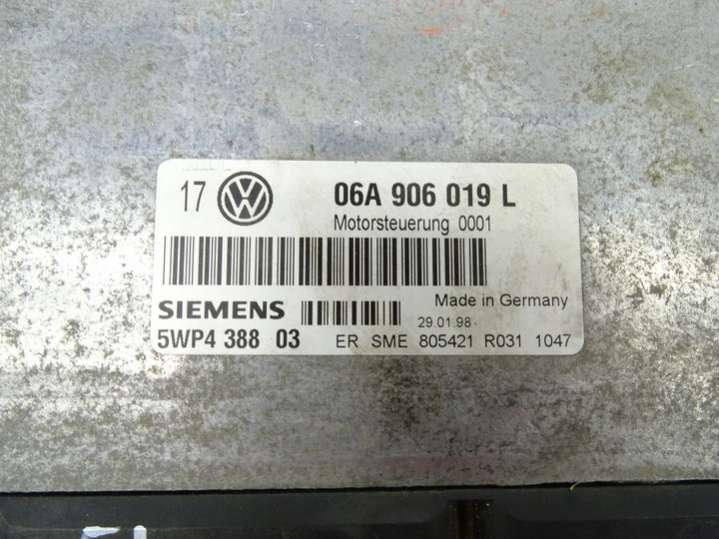 17 06A 906 019 L
Motorsteuerung 0001
Made in Germany
SIEMENS
29.01.98
5WP4 388 03 ER SME 805421 R031 1047